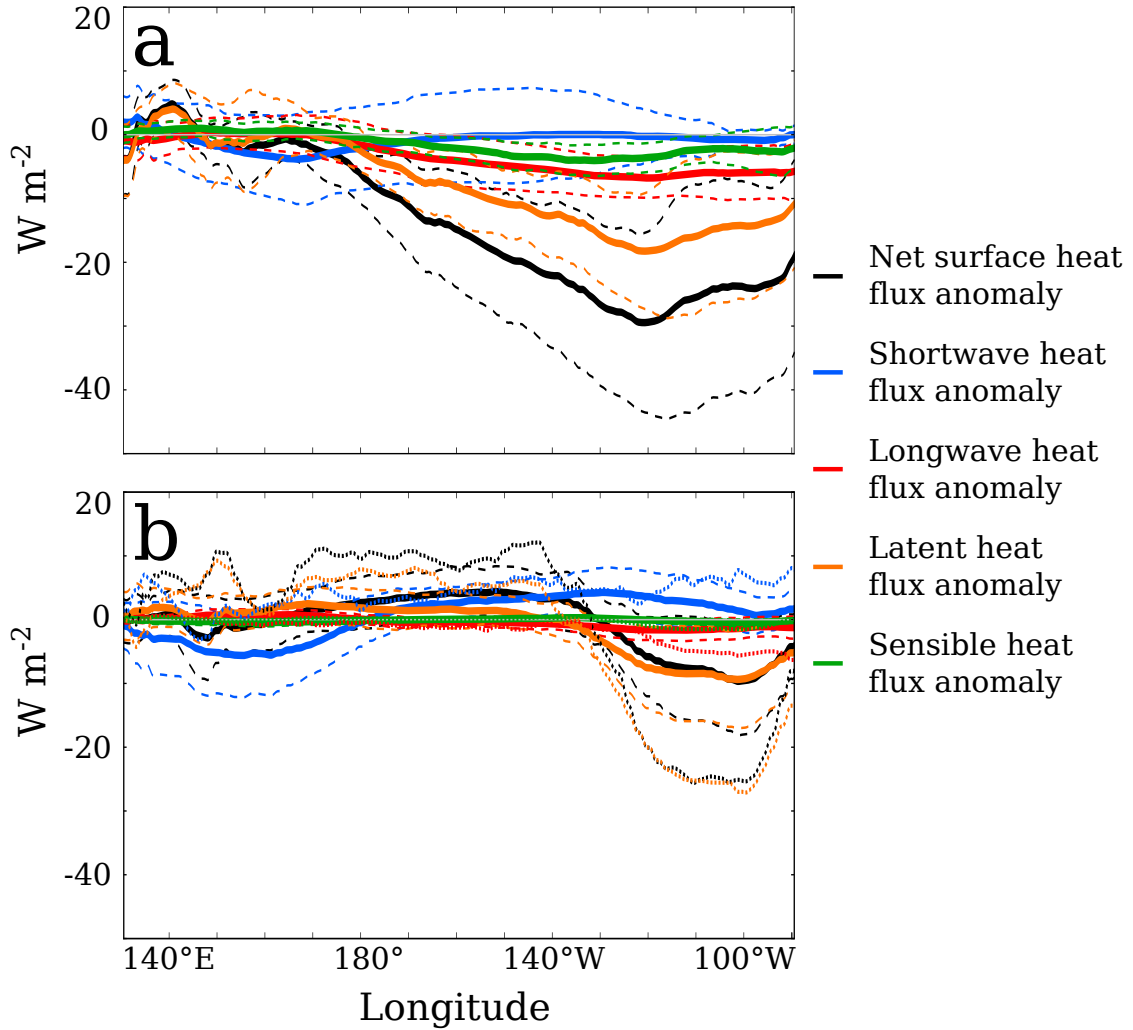 20
a
0
-20
-40
W m-2
Net surface heat
flux anomaly
Shortwave heat
flux anomaly
Longwave heat
flux anomaly
Latent heat
flux anomaly
Sensible heat
flux anomaly
20
b
0
-20
-40
W m-2
140°E 180° 140°W 100°W
Longitude